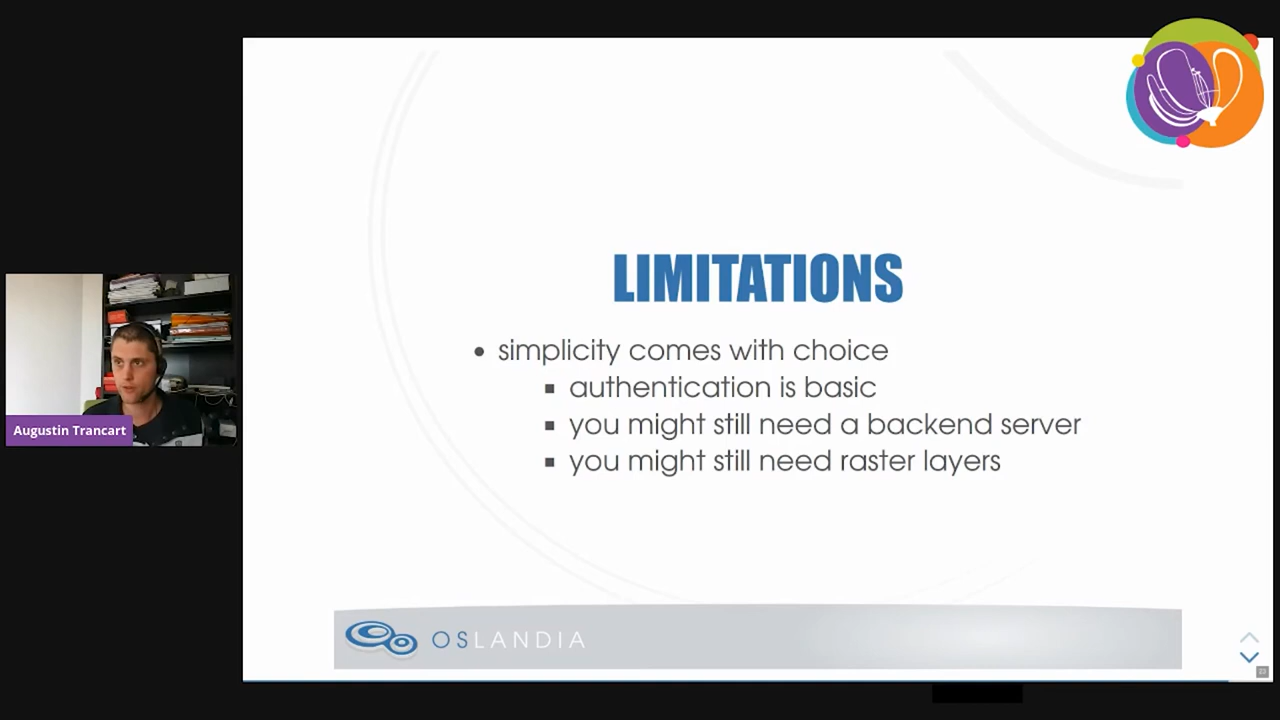 LIMITATIONS
simplicity comes with choice
authentication is basic
you might still need a backend server
you might still need raster layers
Augustin Trancart
OSLANDIA